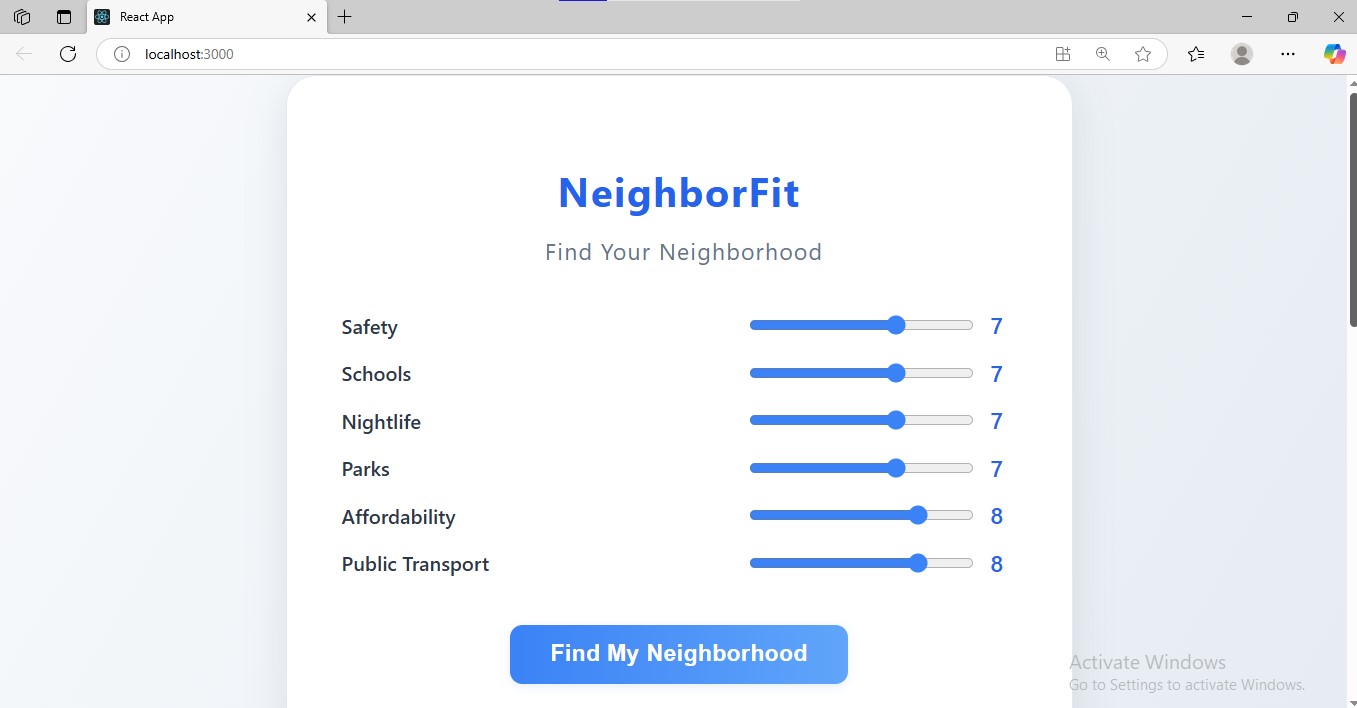 React App
localhost:3000
NeighborFit
Find Your Neighborhood
Safety 7
Schools 7
Nightlife 7
Parks 7
Affordability 8
Public Transport 8
Find My Neighborhood
Activate Windows
Go to Settings to activate Windows.